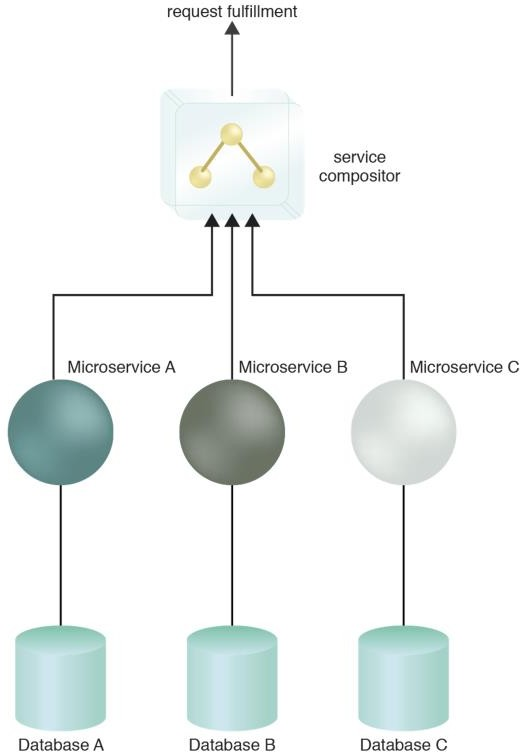 request fulfillment
service
compositor
Microservice A
Microservice B
Microservice C
Database A
Database B
Database C